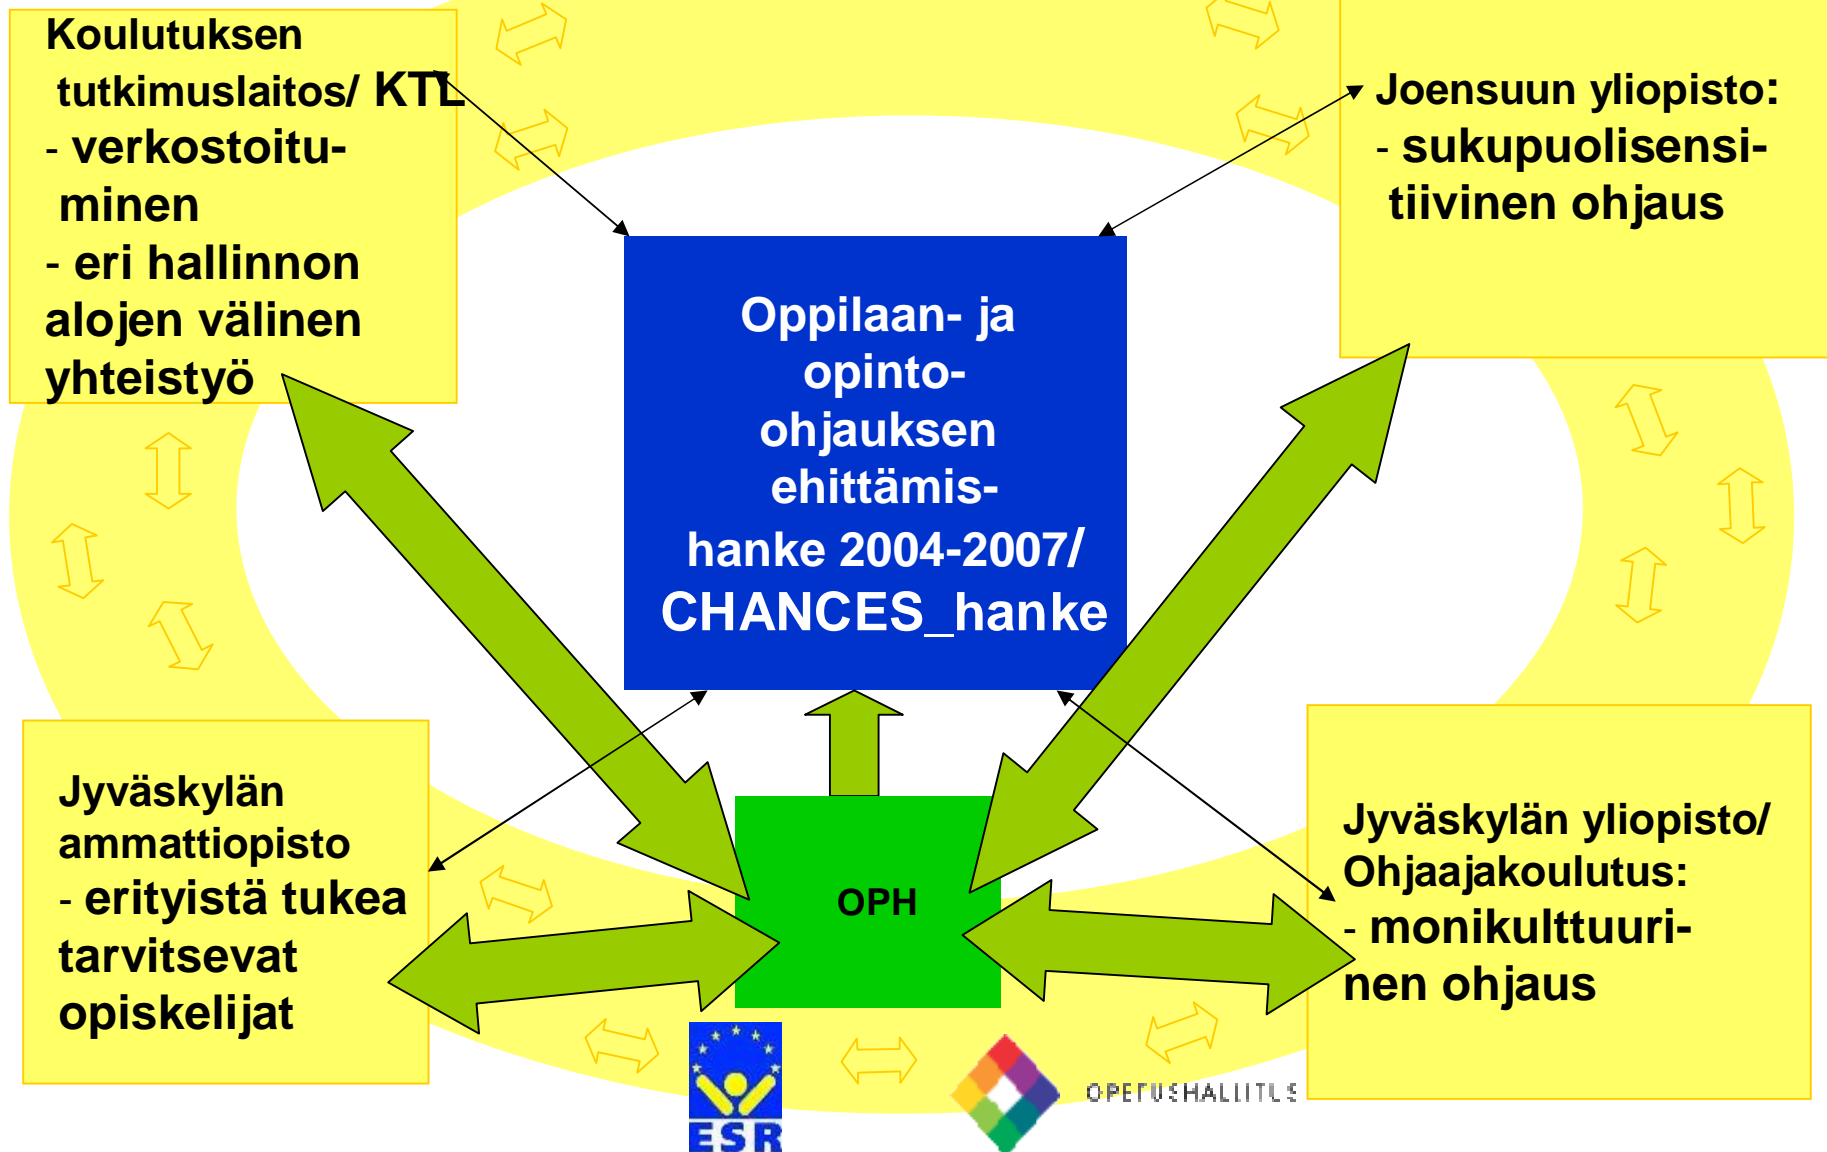 Koulutuksen
tutkimuslaitos/ KTL
- verkostoitu-
minen
- eri hallinnon
alojen välinen
yhteistyö
Joensuun yliopisto:
- sukupuolisensi-
tiivinen ohjaus
Oppilaan- ja
opinto-
ohjauksen
ehittämis-
hanke 2004-2007/
CHANCES_hanke
Jyväskylän
ammattiopisto
- erityistä tukea
tarvitsevat
opiskelijat
OPH
Jyväskylän yliopisto/
Ohjaajakoulutus:
- monikulttuuri-
nen ohjaus
ESR
OPETUSHALLITUS